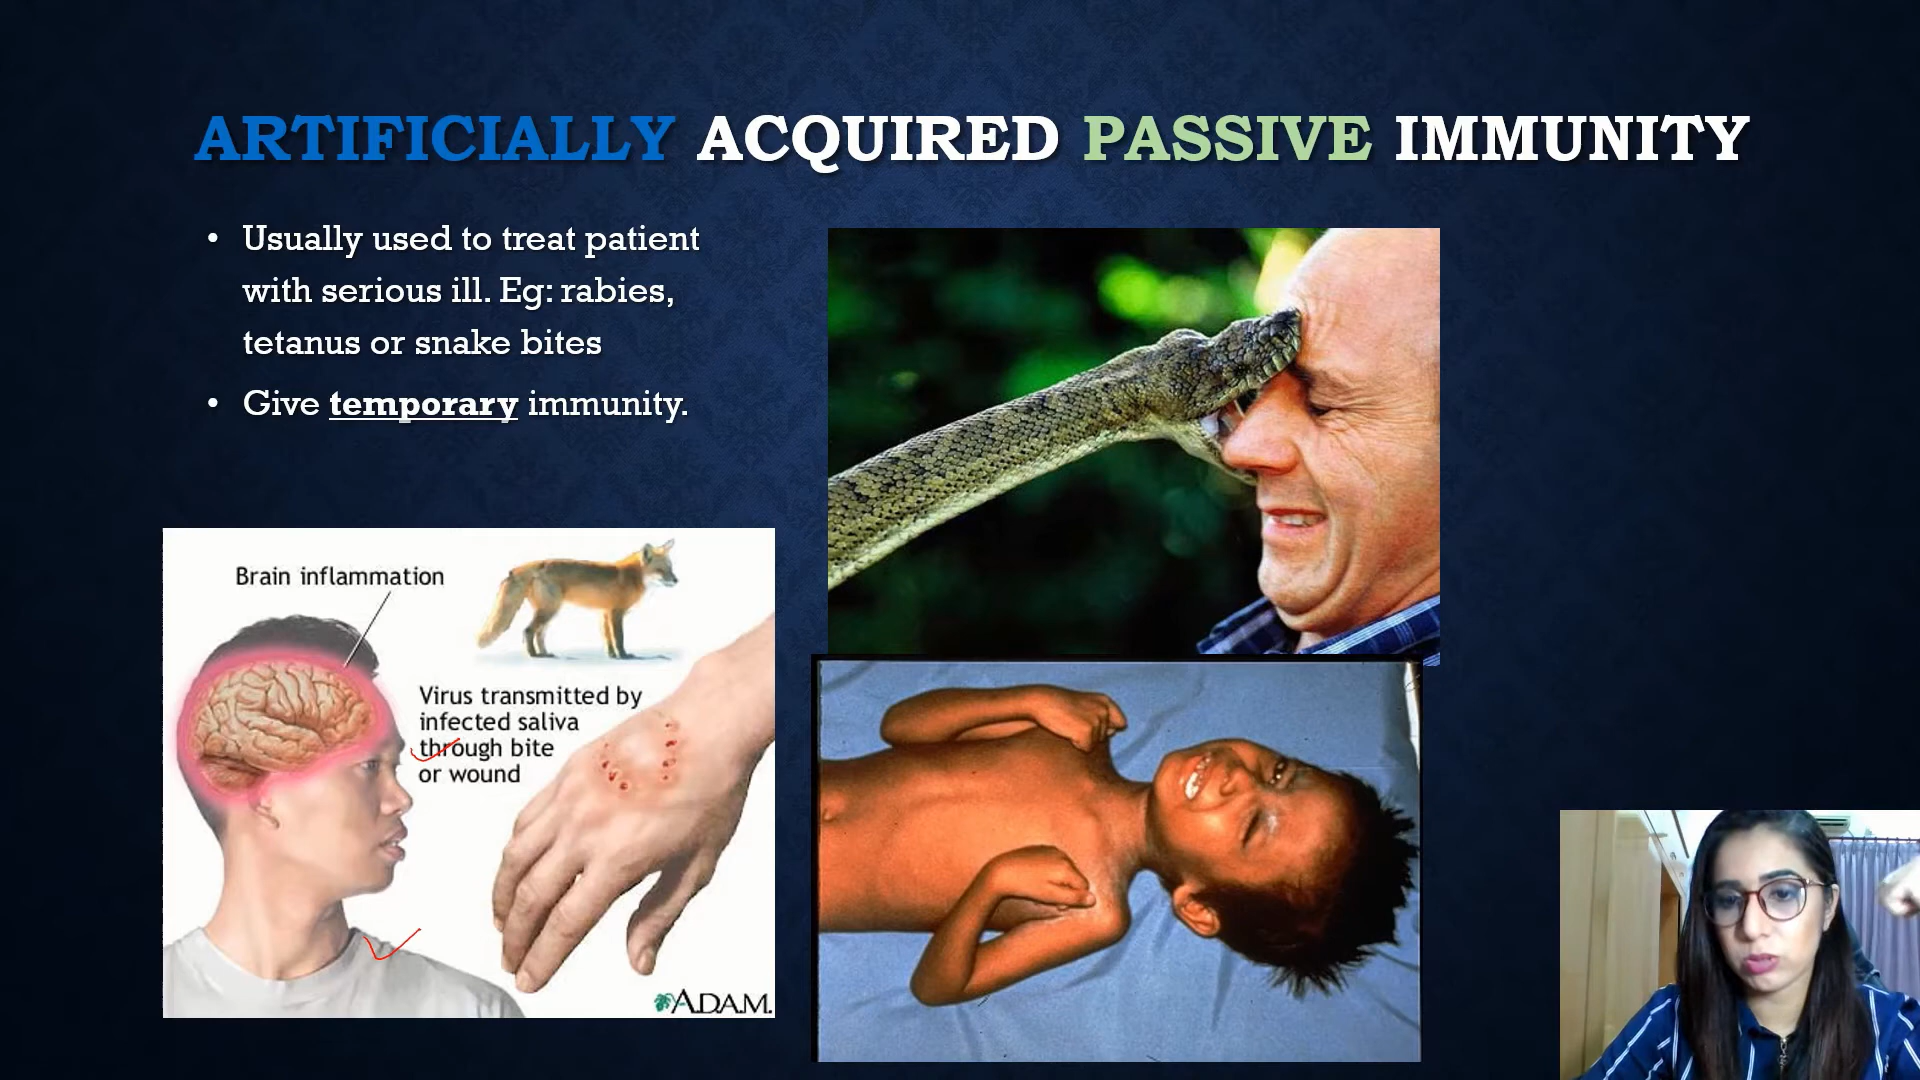 ARTIFICIALLY ACQUIRED PASSIVE IMMUNITY
• Usually used to treat patient
with serious ill. Eg: rabies,
tetanus or snake bites
• Give temporary immunity.
Brain inflammation
Virus transmitted by
infected saliva
through bite
or wound
A.D.A.M.